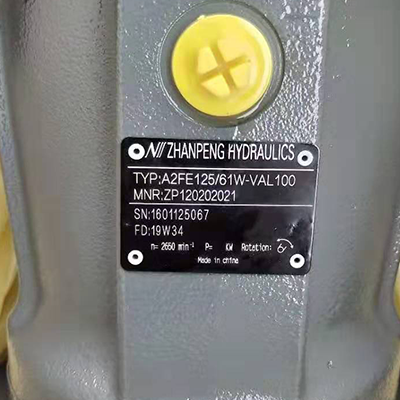 ZHANPENG HYDRAULICS
TYP:A2FE125/61W-VAL100
MNR:ZP120202021
SN:1601125067
FD:19W34
n= 2650 min⁻¹ P= KW Rotation:
Made in china